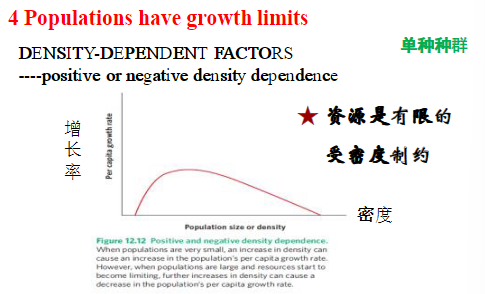 4 Populations have growth limits
DENSITY-DEPENDENT FACTORS
----positive or negative density dependence
单种种群
增长率
Per capita growth rate
★ 资源是有限的
受密度制约
密度
Population size or density
Figure 12.12 Positive and negative density dependence.
When populations are very small, an increase in density can
cause an increase in the population's per capita growth rate.
However, when populations are large and resources start to
become limiting, further increases in density can cause a
decrease in the population's per capita growth rate.